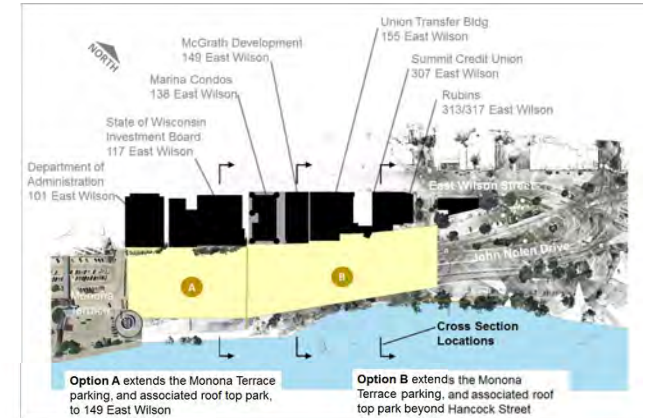 Union Transfer Bldg
155 East Wilson
McGrath Development
149 East Wilson
Summit Credit Union
307 East Wilson
NORTH
Marina Condos
138 East Wilson
Rubins
313/317 East Wilson
State of Wisconsin
Investment Board
117 East Wilson
Department of
Administration
101 East Wilson
East Wilson Street
John Nolen Drive
A
B
Monona
Terrace
Cross Section
Locations
Option A extends the Monona Terrace
parking, and associated roof top park,
to 149 East Wilson
Option B extends the Monona
Terrace parking, and associated roof
top park beyond Hancock Street